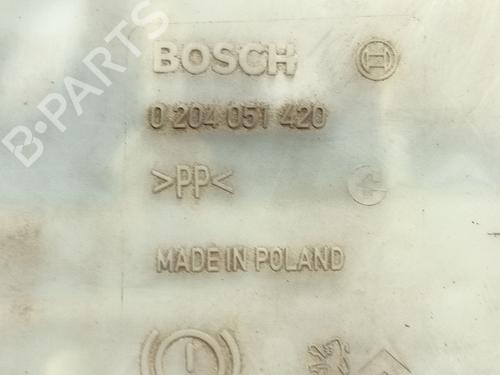 BOSCH
0 204 051 420
>PP<
MADE IN POLAND
B-PARTS